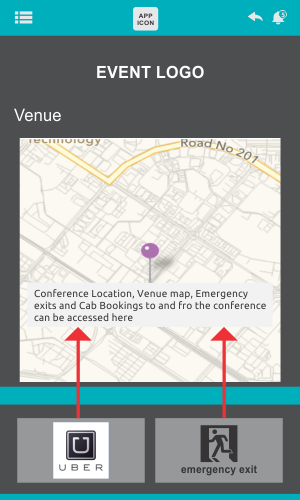 APP
ICON
EVENT LOGO
Venue
Technology
Road No 201
Conference Location, Venue map, Emergency
exits and Cab Bookings to and fro the conference
can be accessed here
U
UBER
emergency exit